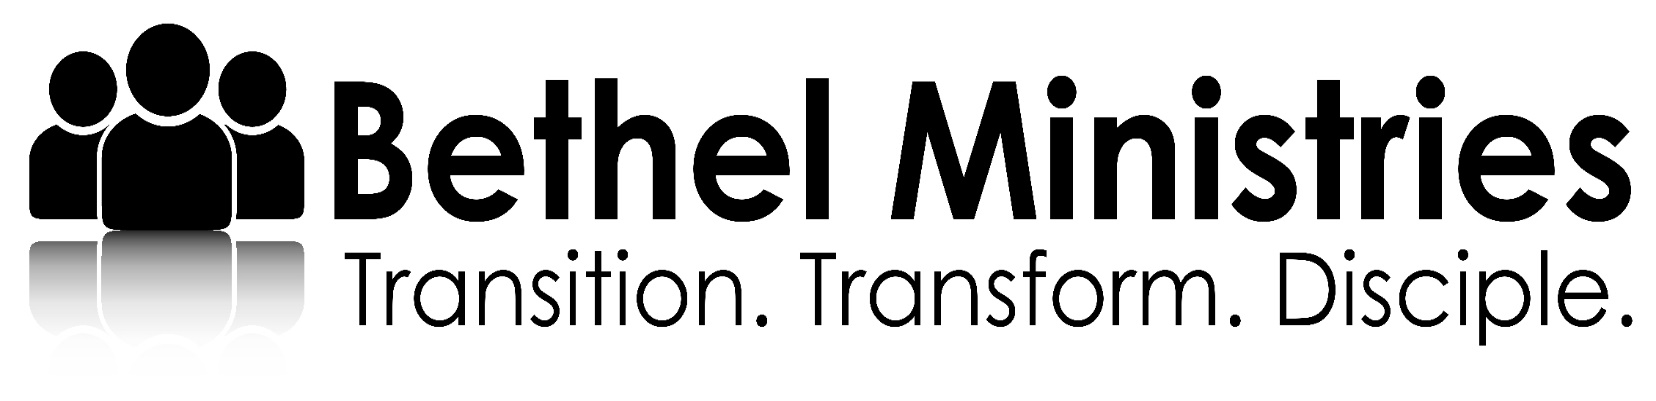 Bethel Ministries
Transition. Transform. Disciple.